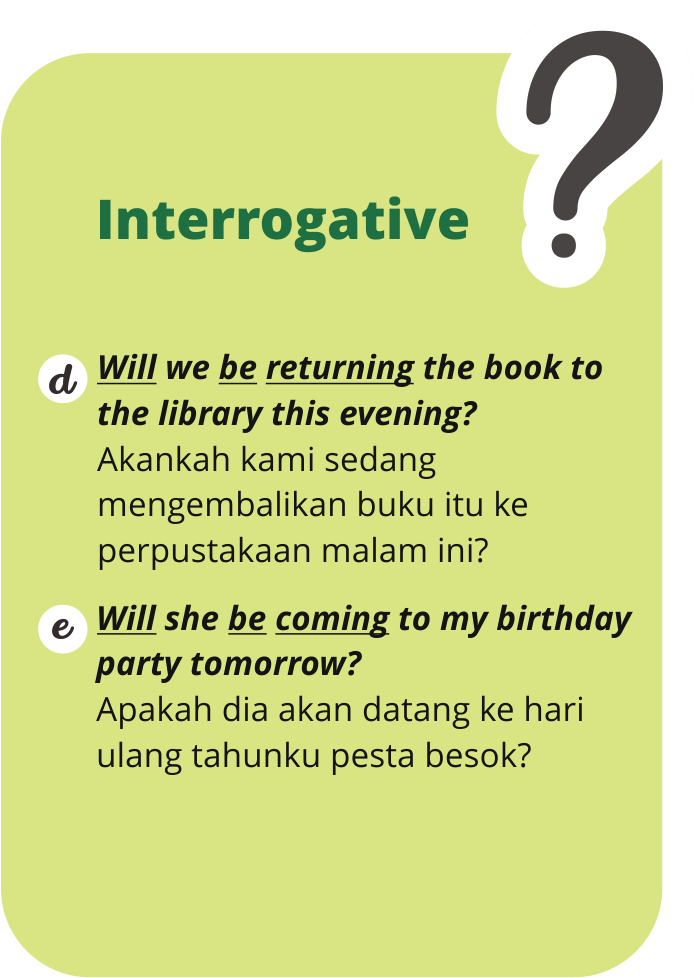 ?
Interrogative
d Will we be returning the book to
the library this evening?
Akankah kami sedang
mengembalikan buku itu ke
perpustakaan malam ini?
e Will she be coming to my birthday
party tomorrow?
Apakah dia akan datang ke hari
ulang tahunku pesta besok?